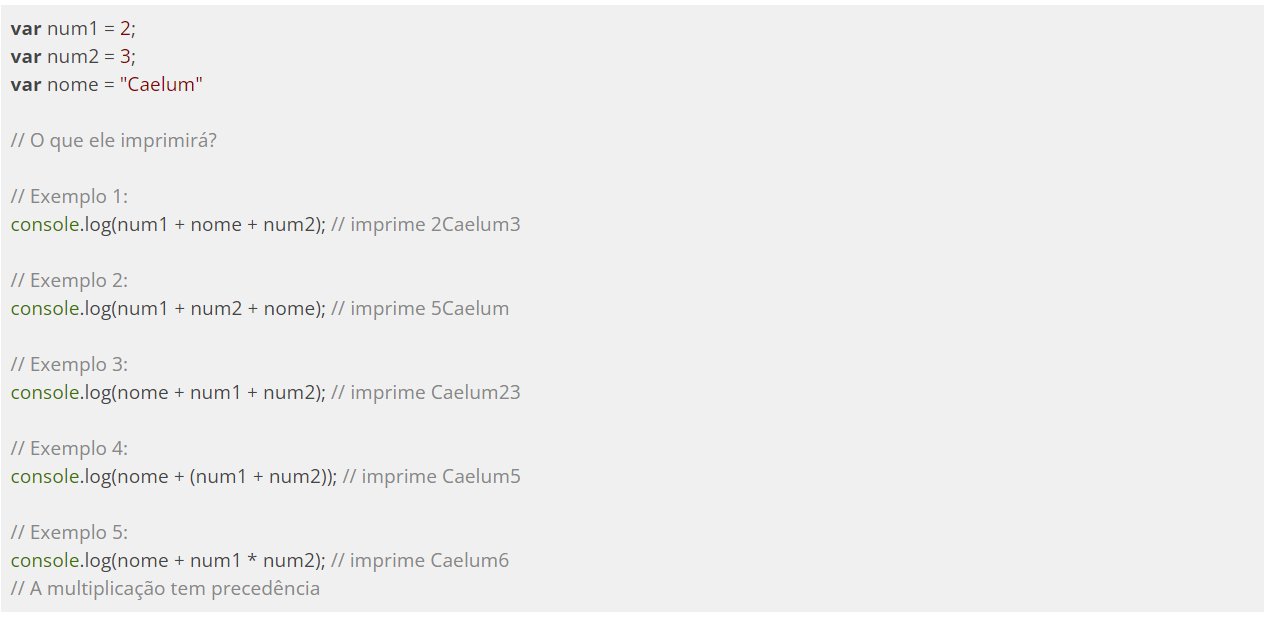 var num1 = 2;
var num2 = 3;
var nome = "Caelum"
// O que ele imprimirá?
// Exemplo 1:
console.log(num1 + nome + num2); // imprime 2Caelum3
// Exemplo 2:
console.log(num1 + num2 + nome); // imprime 5Caelum
// Exemplo 3:
console.log(nome + num1 + num2); // imprime Caelum23
// Exemplo 4:
console.log(nome + (num1 + num2)); // imprime Caelum5
// Exemplo 5:
console.log(nome + num1 * num2); // imprime Caelum6
// A multiplicação tem precedência